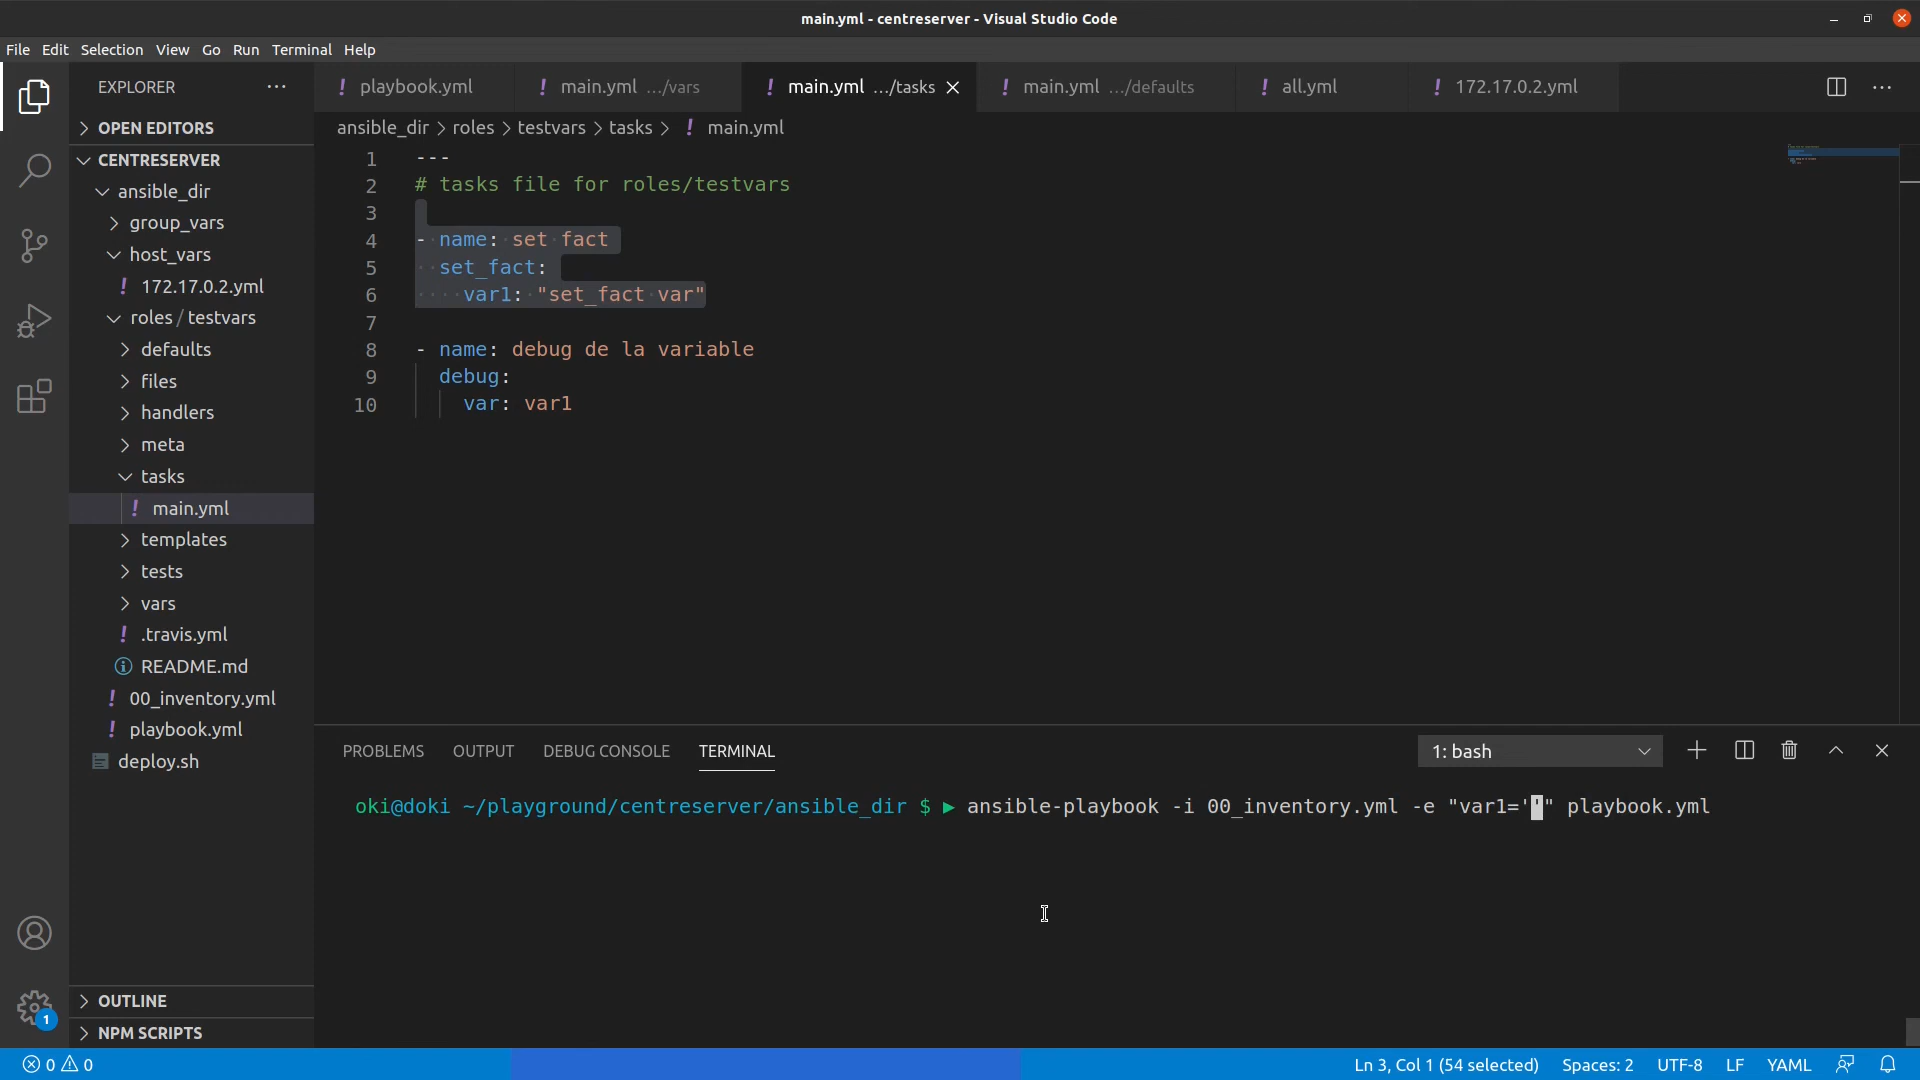 main.yml - centreserver - Visual Studio Code
File Edit Selection View Go Run Terminal Help
EXPLORER
OPEN EDITORS
CENTRESERVER
ansible_dir
group_vars
host_vars
172.17.0.2.yml
roles / testvars
defaults
files
handlers
meta
tasks
main.yml
templates
tests
vars
.travis.yml
README.md
00_inventory.yml
playbook.yml
deploy.sh
OUTLINE
NPM SCRIPTS
playbook.yml main.yml .../vars main.yml .../tasks main.yml .../defaults all.yml 172.17.0.2.yml
ansible_dir > roles > testvars > tasks > ! main.yml
1 ---
2 # tasks file for roles/testvars
3
4 - name: set fact
5 set_fact:
6 var1: "set_fact var"
7
8 - name: debug de la variable
9 debug:
10 var: var1
PROBLEMS OUTPUT DEBUG CONSOLE TERMINAL 1: bash
oki@doki ~/playground/centreserver/ansible_dir $ ▶ ansible-playbook -i 00_inventory.yml -e "var1=''" playbook.yml
1
0 0 Ln 3, Col 1 (54 selected) Spaces: 2 UTF-8 LF YAML